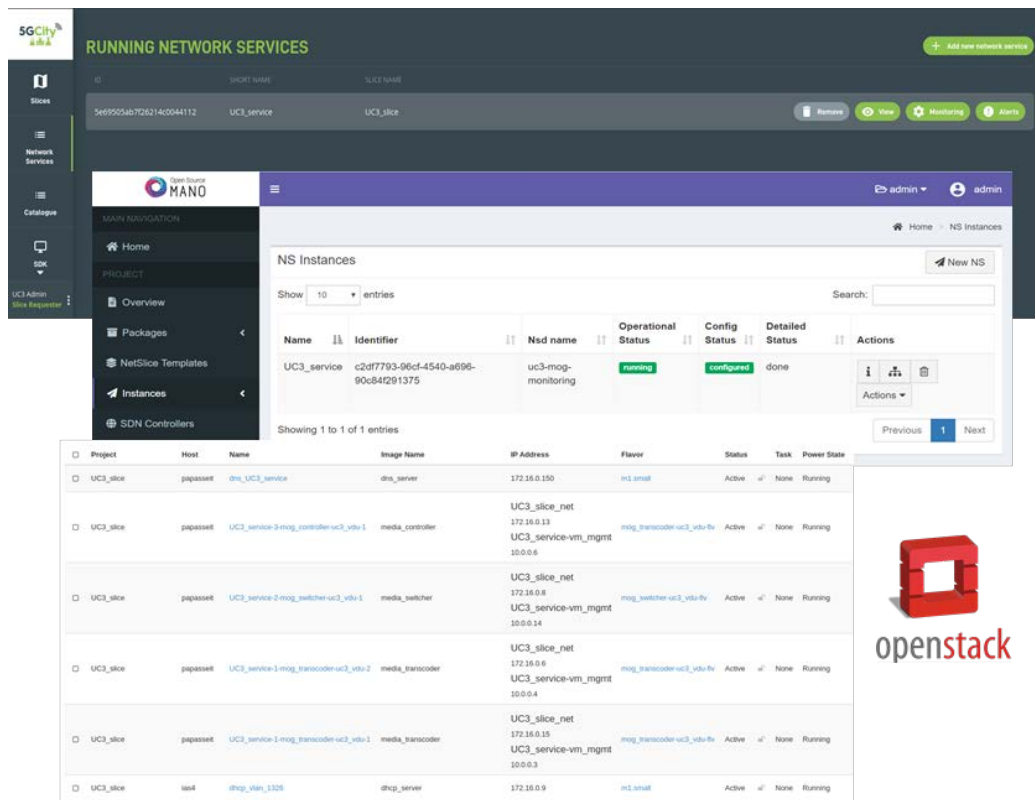 5GCity
RUNNING NETWORK SERVICES
+ Add new network service
ID SHORT NAME SLICE NAME
5e69505ab7f26214c0044112 UC3_service UC3_slice Remove View Monitoring Alerts
Slices
Network
Services
Catalogue
SDK
UC3 Admin
Slice Requester
Open Source
MANO
admin admin
MAIN NAVIGATION
Home
PROJECT
Overview
Packages
NetSlice Templates
Instances
SDN Controllers
Home > NS Instances
NS Instances
New NS
Show 10 entries
Search:
Name Identifier Nsd name Operational Status Config Status Detailed Status Actions
UC3_service c2df7793-96cf-4540-a696-
90c84f291375
uc3-mog-
monitoring
running configured done
i
Actions
Showing 1 to 1 of 1 entries
Previous 1 Next
Project Host Name Image Name IP Address Flavor Status Task Power State
UC3_slice papasseit dns_UC3_service dns_server 172.16.0.150 m1.small Active None Running
UC3_slice papasseit UC3_service-3-mog_controller-uc3_vdu-1 media_controller
UC3_slice_net
172.16.0.13
UC3_service-vm_mgmt
10.0.0.6
mog_transcoder-uc3_vdu-flv Active None Running
UC3_slice papasseit UC3_service-2-mog_switcher-uc3_vdu-1 media_switcher
UC3_slice_net
172.16.0.8
UC3_service-vm_mgmt
10.0.0.14
mog_switcher-uc3_vdu-flv Active None Running
UC3_slice papasseit UC3_service-1-mog_transcoder-uc3_vdu-2 media_transcoder
UC3_slice_net
172.16.0.6
UC3_service-vm_mgmt
10.0.0.4
mog_transcoder-uc3_vdu-flv Active None Running
UC3_slice papasseit UC3_service-1-mog_transcoder-uc3_vdu-1 media_transcoder
UC3_slice_net
172.16.0.15
UC3_service-vm_mgmt
10.0.0.3
mog_transcoder-uc3_vdu-flv Active None Running
UC3_slice ias4 dhcp_vlan_1326 dhcp_server 172.16.0.9 m1.small Active None Running
openstack